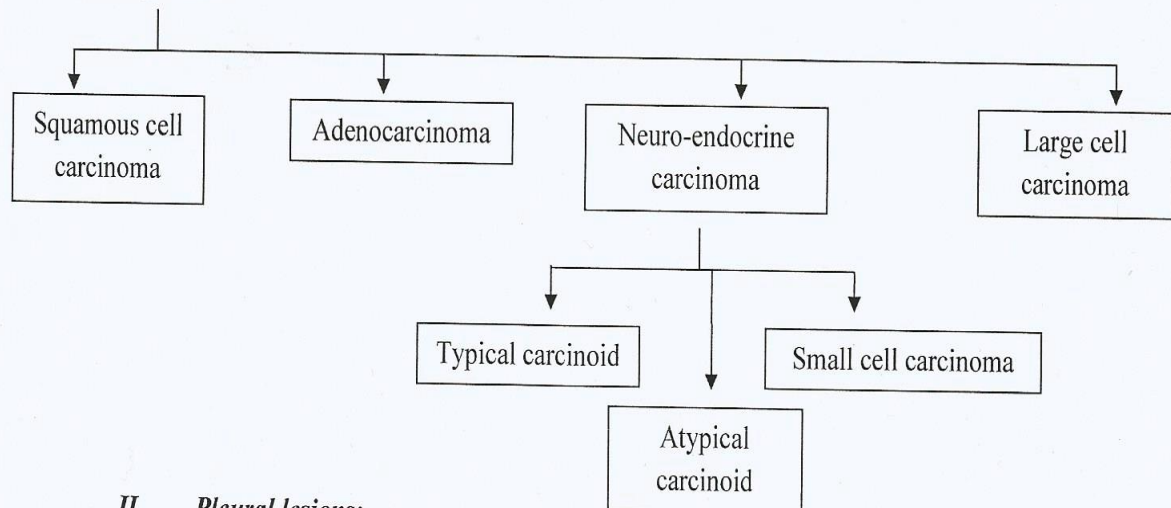 Squamous cell
carcinoma
Adenocarcinoma
Neuro-endocrine
carcinoma
Large cell
carcinoma
Typical carcinoid
Small cell carcinoma
Atypical
carcinoid
II. Pleural lesions: